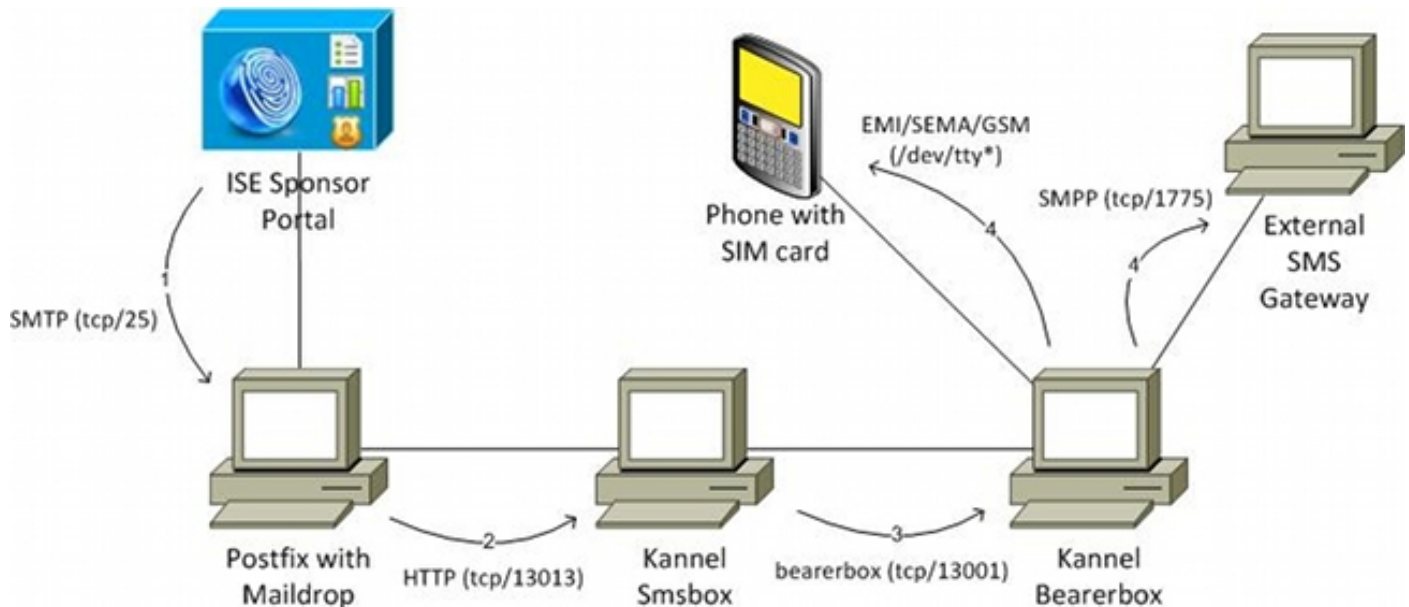 ISE Sponsor
Portal
1
SMTP (tcp/25)
Phone with
SIM card
EMI/SEMA/GSM
(/dev/tty*)
4
SMPP (tcp/1775)
4
External
SMS
Gateway
Postfix with
Maildrop
2
HTTP (tcp/13013)
Kannel
Smsbox
3
bearerbox (tcp/13001)
Kannel
Bearerbox